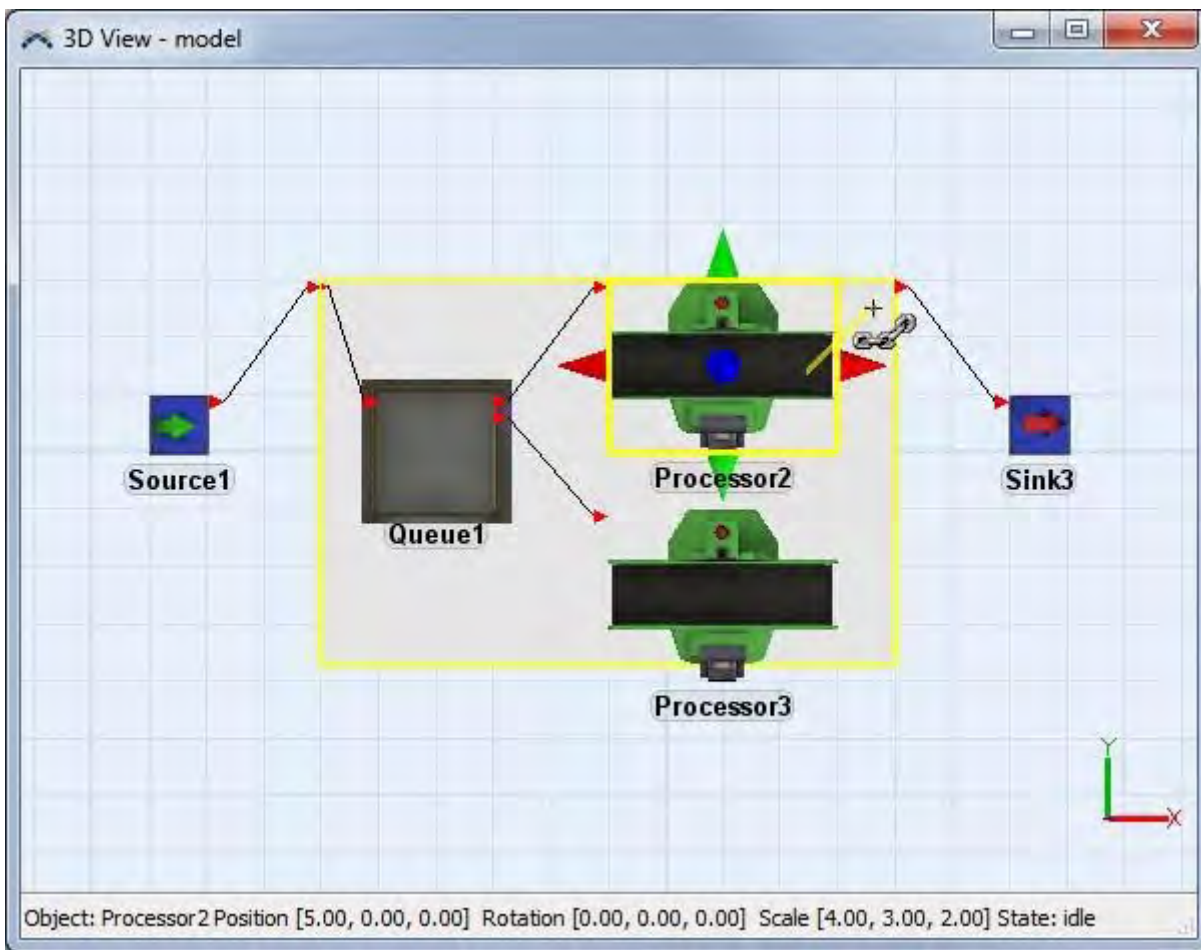 3D View - model
Source1
Queue1
Processor2
Sink3
Processor3
Y
X
Object: Processor2 Position [5.00, 0.00, 0.00] Rotation [0.00, 0.00, 0.00] Scale [4.00, 3.00, 2.00] State: idle